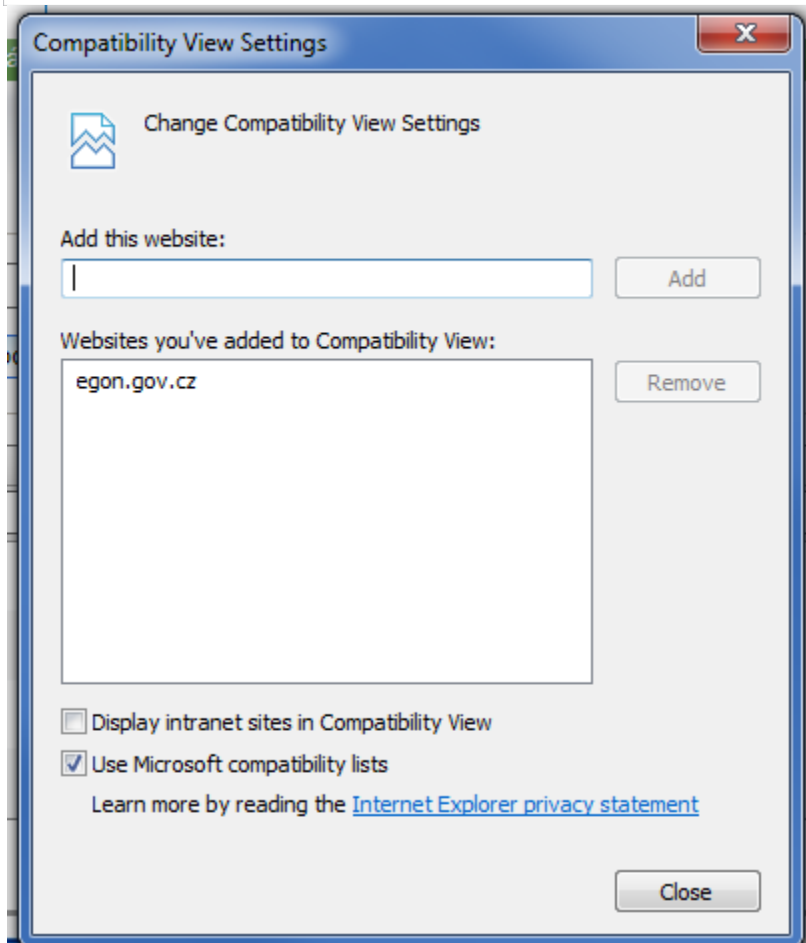 Compatibility View Settings
Change Compatibility View Settings
Add this website:
Add
Websites you've added to Compatibility View:
egon.gov.cz
Remove
Display intranet sites in Compatibility View
Use Microsoft compatibility lists
Learn more by reading the Internet Explorer privacy statement
Close